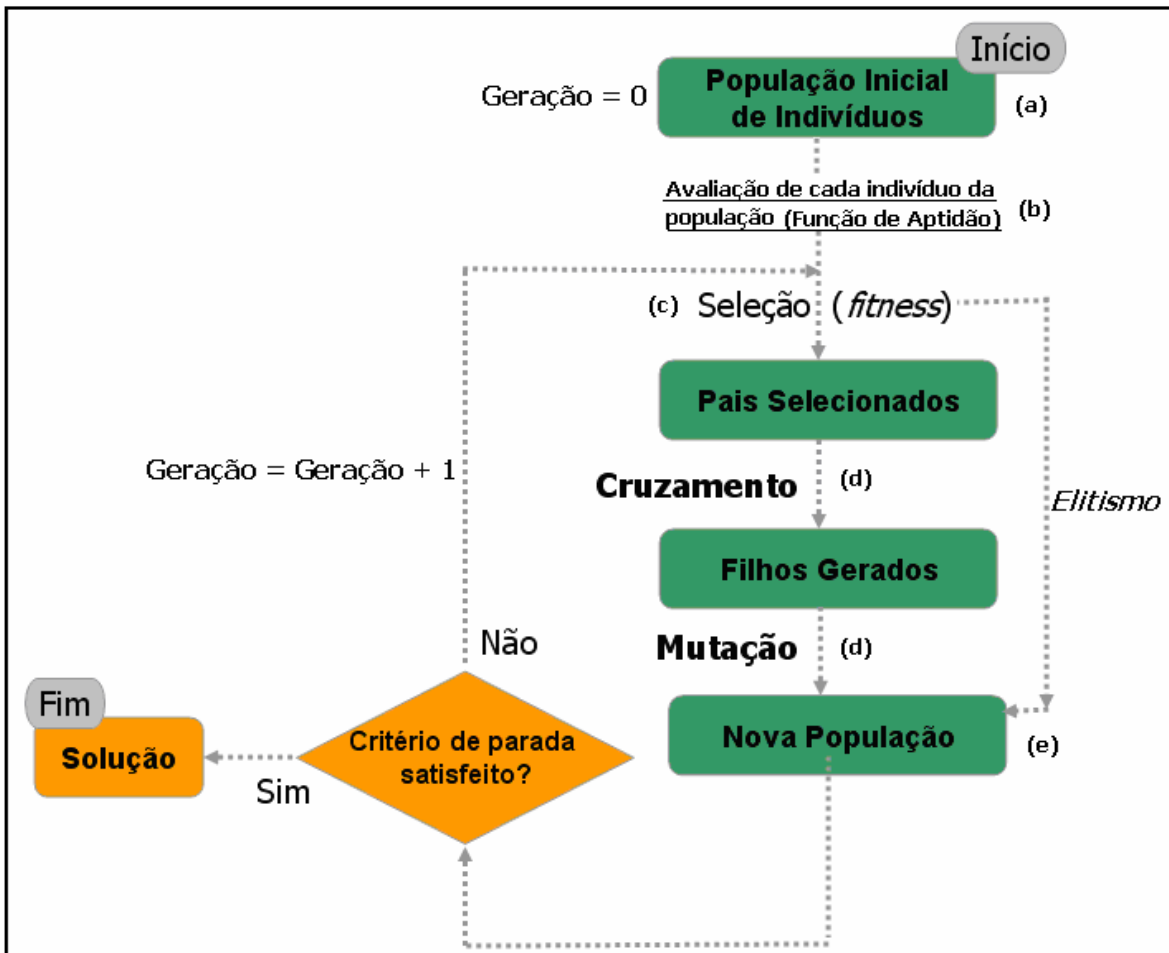 Início
População Inicial
de Indivíduos
Geração = 0
(a)
Avaliação de cada indivíduo da
população (Função de Aptidão)
(b)
(c) Seleção (fitness)
Pais Selecionados
Geração = Geração + 1
Cruzamento
(d)
Elitismo
Filhos Gerados
Não
Mutação
(d)
Fim
Solução
Sim
Critério de parada
satisfeito?
Nova População
(e)